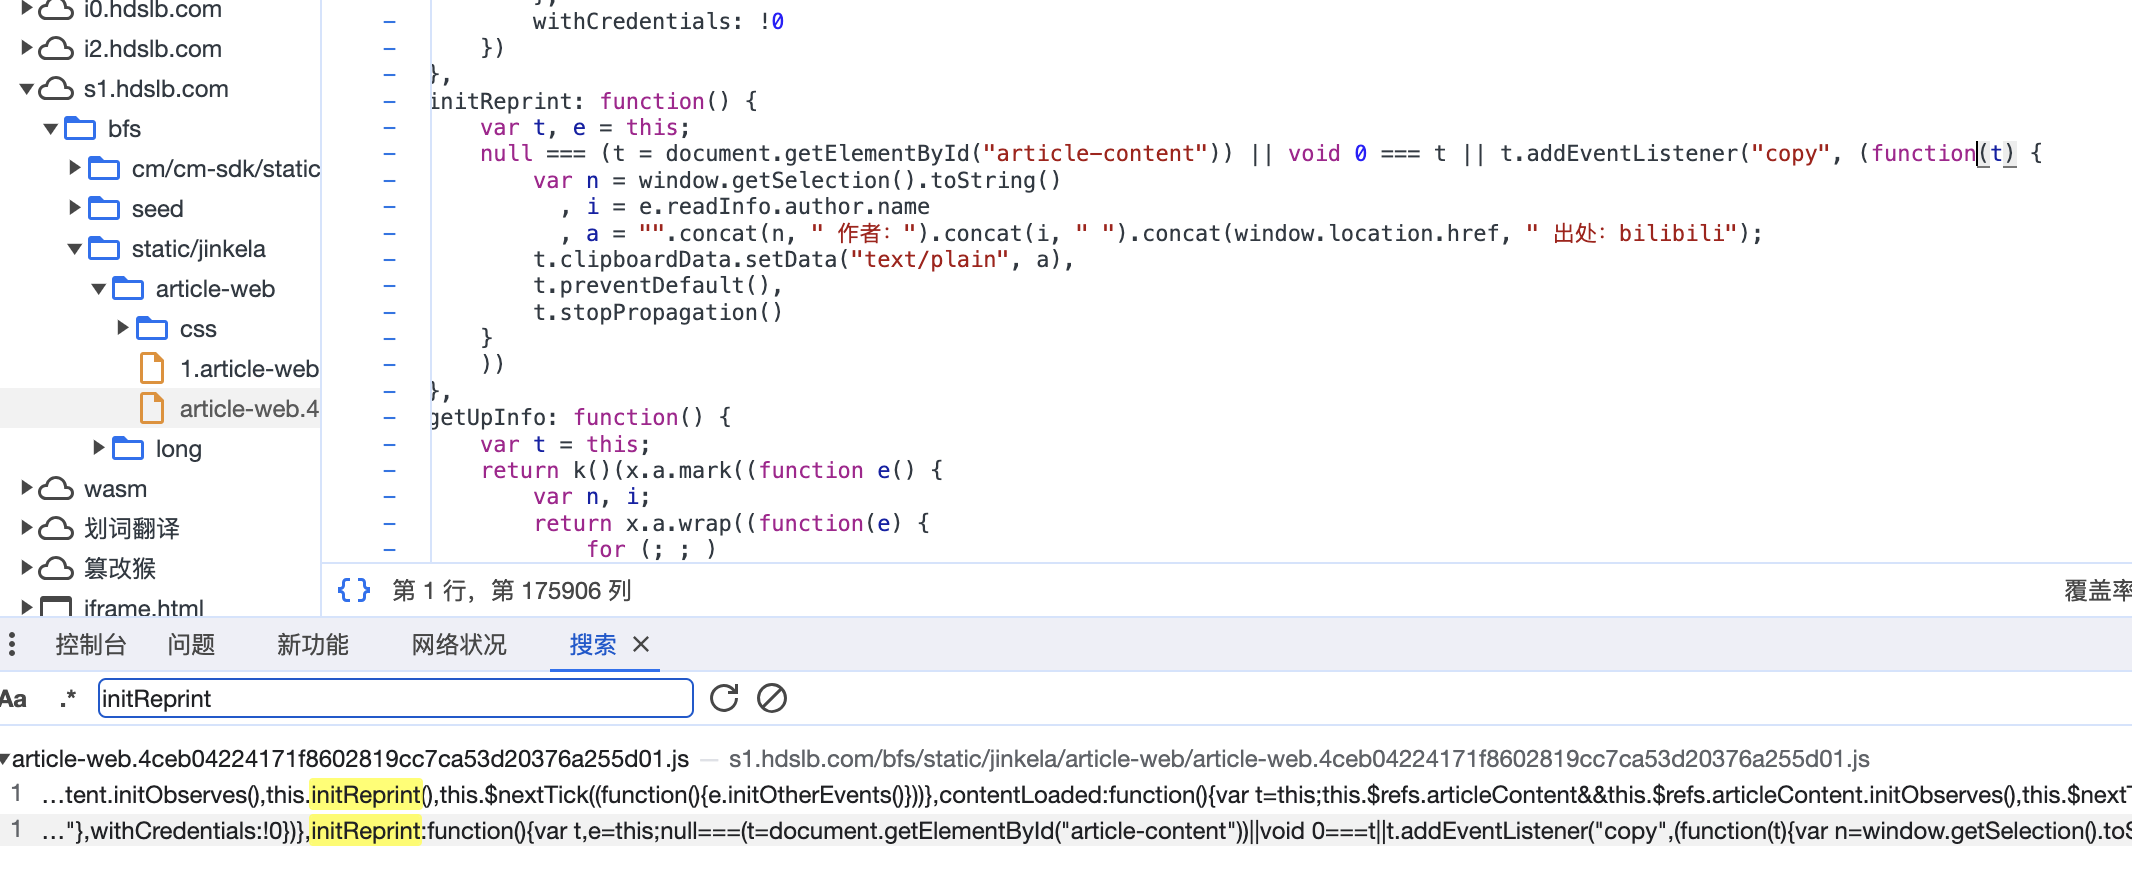 i0.hdslb.com
i2.hdslb.com
s1.hdslb.com
bfs
cm/cm-sdk/static
seed
static/jinkela
article-web
css
1.article-web
article-web.4
long
wasm
划词翻译
篡改猴
iframe.html
},
withCredentials: !0
})
},
initReprint: function() {
var t, e = this;
null === (t = document.getElementById("article-content")) || void 0 === t || t.addEventListener("copy", (function(t) {
var n = window.getSelection().toString()
, i = e.readInfo.author.name
, a = "".concat(n, " 作者：").concat(i, " ").concat(window.location.href, " 出处：bilibili");
t.clipboardData.setData("text/plain", a),
t.preventDefault(),
t.stopPropagation()
}
))
},
getUpInfo: function() {
var t = this;
return k()(x.a.mark((function e() {
var n, i;
return x.a.wrap((function(e) {
for (; ; )
{} 第 1 行，第 175906 列
覆盖率
控制台 问题 新功能 网络状况 搜索 ×
Aa .* initReprint
article-web.4ceb04224171f8602819cc7ca53d20376a255d01.js — s1.hdslb.com/bfs/static/jinkela/article-web/article-web.4ceb04224171f8602819cc7ca53d20376a255d01.js
1 …tent.initObserves(),this.initReprint(),this.$nextTick((function(){e.initOtherEvents()}))},contentLoaded:function(){var t=this;this.$refs.articleContent&&this.$refs.articleContent.initObserves(),this.$nextT
1 …"},withCredentials:!0})},initReprint:function(){var t,e=this;null===(t=document.getElementById("article-content"))||void 0===t||t.addEventListener("copy",(function(t){var n=window.getSelection().toS